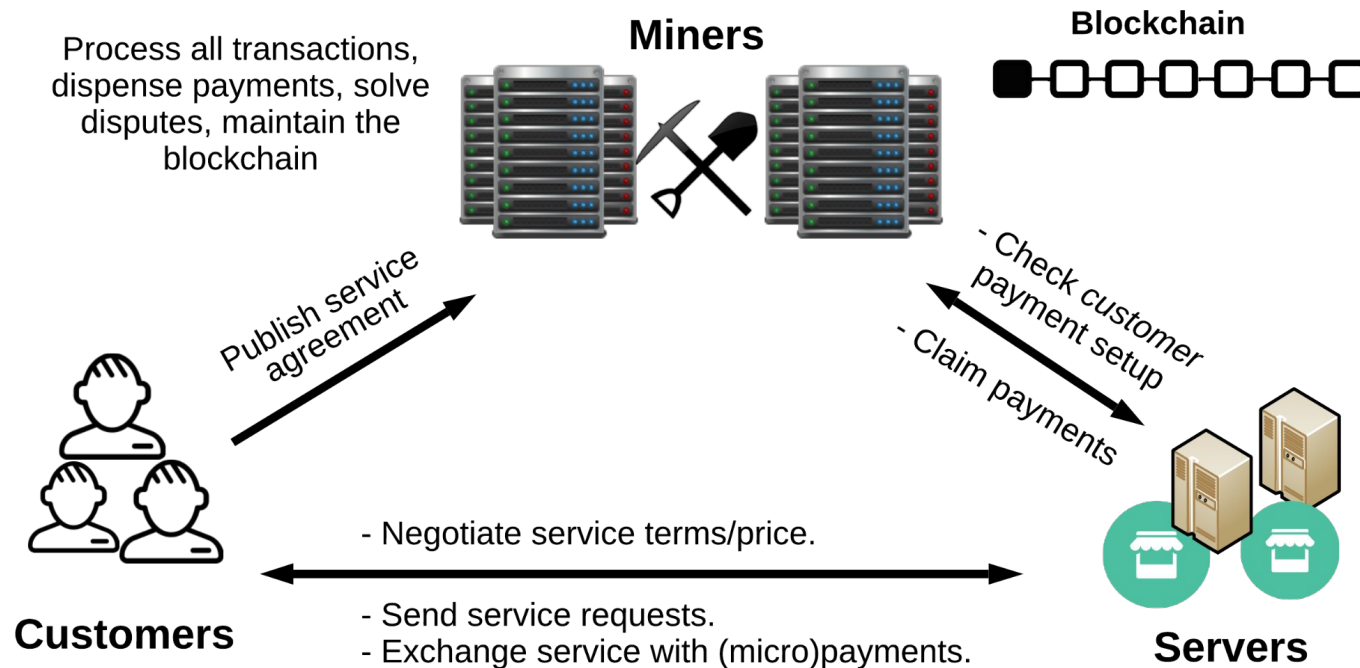 Miners
Blockchain
Process all transactions,
dispense payments, solve
disputes, maintain the
blockchain
Publish service
agreement
- Check customer
payment setup
- Claim payments
- Negotiate service terms/price.
- Send service requests.
- Exchange service with (micro)payments.
Customers
Servers